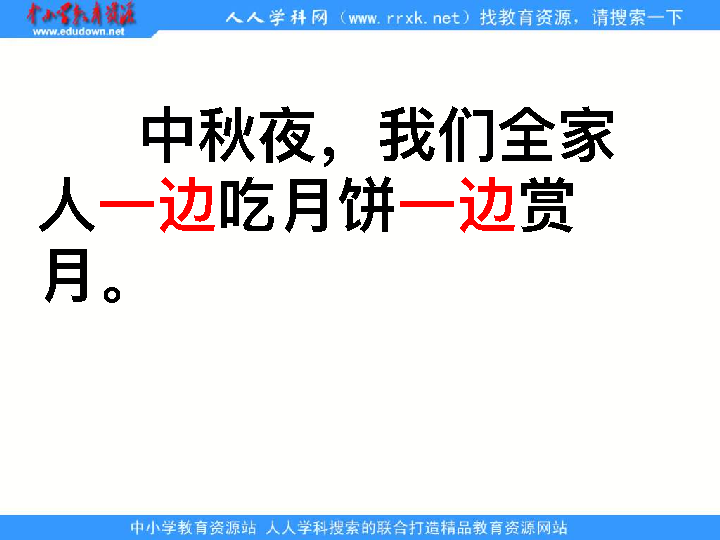 中小学教育资源
www.edudown.net
人人学科网（www.rrxk.net）找教育资源，请搜索一下
中秋夜，我们全家
人一边吃月饼一边赏
月。
中小学教育资源站 人人学科搜索的联合打造精品教育资源网站